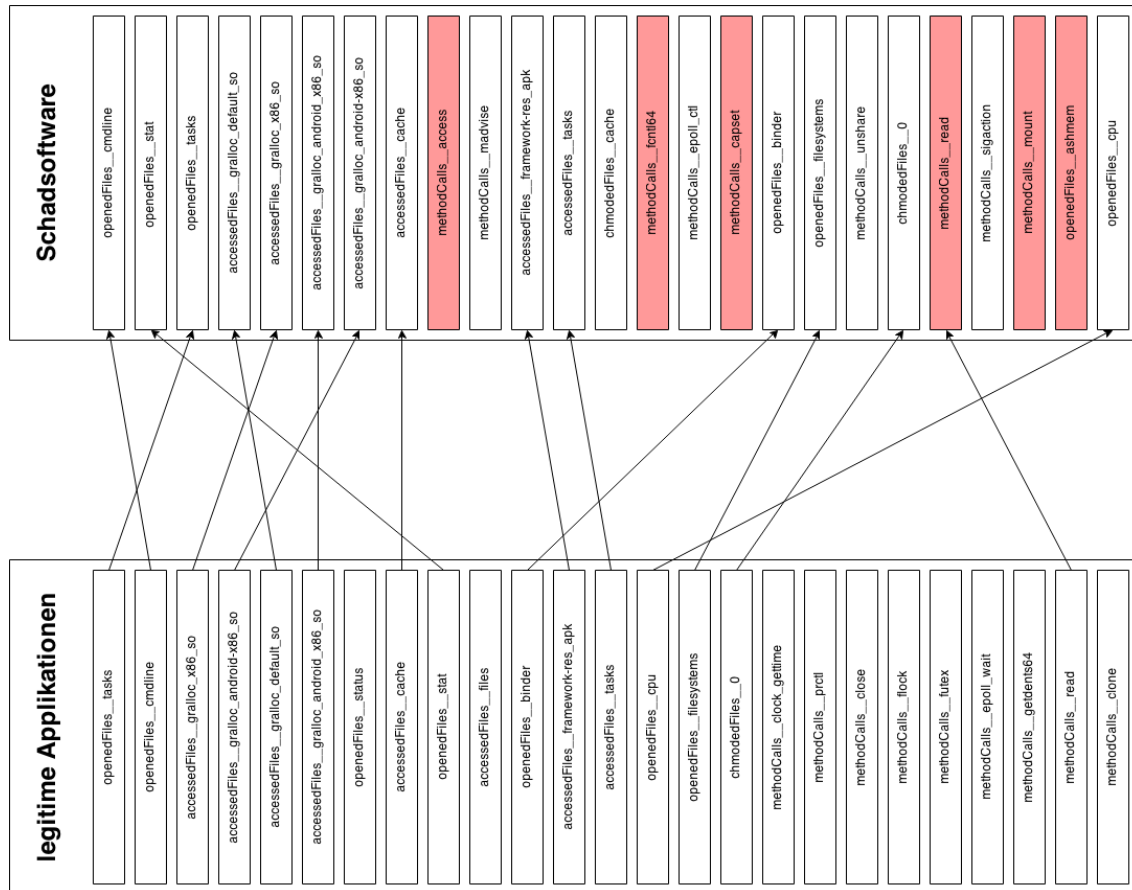 Schadsoftware
openedFiles__cmdline
openedFiles__stat
openedFiles__tasks
accessedFiles__gralloc_default_so
accessedFiles__gralloc_x86_so
accessedFiles__gralloc_android_x86_so
accessedFiles__gralloc_android-x86_so
accessedFiles__cache
methodCalls__access
methodCalls__madvise
accessedFiles__framework-res_apk
accessedFiles__tasks
chmodedFiles__cache
methodCalls__fcntl64
methodCalls__epoll_ctl
methodCalls__capset
openedFiles__binder
openedFiles__filesystems
methodCalls__unshare
chmodedFiles__0
methodCalls__read
methodCalls__sigaction
methodCalls__mount
openedFiles__ashmem
openedFiles__cpu
legitime Applikationen
openedFiles__tasks
openedFiles__cmdline
accessedFiles__gralloc_x86_so
accessedFiles__gralloc_android-x86_so
accessedFiles__gralloc_default_so
accessedFiles__gralloc_android_x86_so
openedFiles__status
accessedFiles__cache
openedFiles__stat
accessedFiles__files
openedFiles__binder
accessedFiles__framework-res_apk
accessedFiles__tasks
openedFiles__cpu
openedFiles__filesystems
chmodedFiles__0
methodCalls__clock_gettime
methodCalls__prctl
methodCalls__close
methodCalls__flock
methodCalls__futex
methodCalls__epoll_wait
methodCalls__getdents64
methodCalls__read
methodCalls__clone